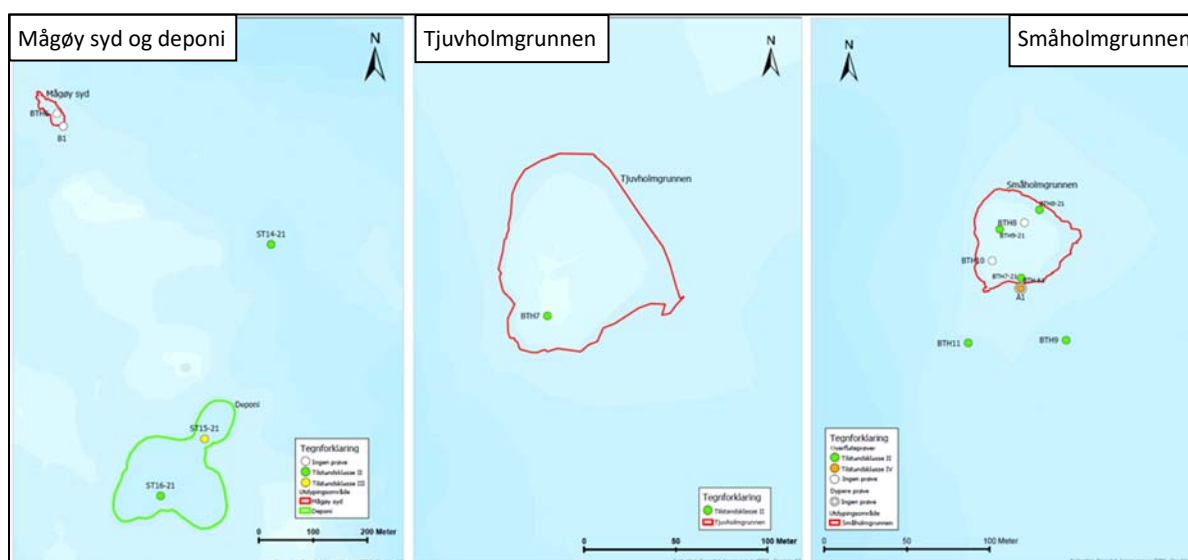 Mågøy syd og deponi
N
Mågøy syd
B1
ST14-21
Deponi
ST15-21
ST16-21
Tegnforklaring
Ingen prøve
Tilstandsklasse II
Tilstandsklasse III
Utdypingsområde
Mågøy syd
Deponi
0 100 200 Meter
Tjuvholmgrunnen
N
Tjuvholmgrunnen
BTH7
Tegnforklaring
Tilstandsklasse II
Tjuvholmgrunnen
0 50 100 Meter
Småholmgrunnen
N
Småholmgrunnen
BTH8-21
BTH8
BTH9-21
BTH10
BTH7-21
A1
BTH11
BTH9
Tegnforklaring
Overflateprøver
Tilstandsklasse II
Tilstandsklasse IV
Ingen prøve
Dypere prøve
Ingen prøve
Utdypingsområde
Småholmgrunnen
0 50 100 Meter